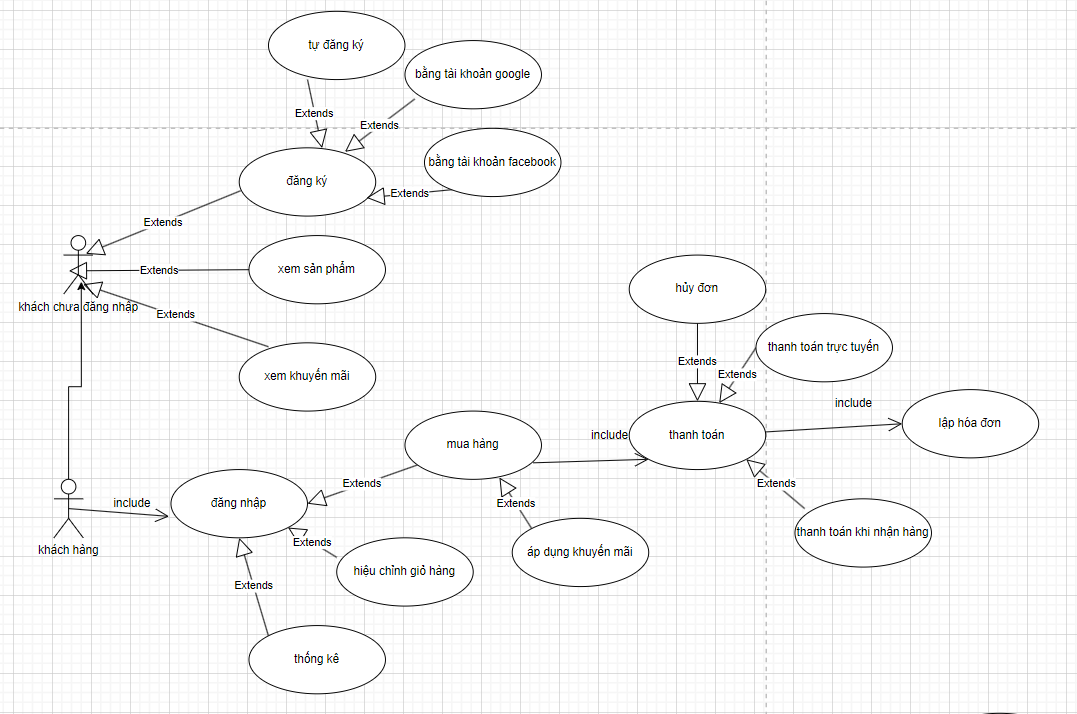 tự đăng ký
bằng tài khoản google
Extends
Extends
bằng tài khoản facebook
đăng ký
Extends
Extends
xem sản phẩm
Extends
khách chưa đăng nhập
Extends
xem khuyến mãi
hủy đơn
thanh toán trực tuyến
Extends
Extends
include
lập hóa đơn
thanh toán
include
mua hàng
Extends
Extends
include
đăng nhập
Extends
thanh toán khi nhận hàng
Extends
khách hàng
áp dụng khuyến mãi
hiệu chỉnh giỏ hàng
Extends
thống kê